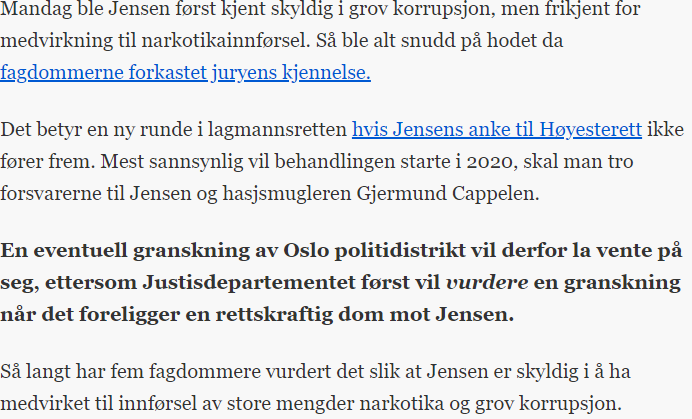 Mandag ble Jensen først kjent skyldig i grov korrupsjon, men frikjent for
medvirkning til narkotikainnførsel. Så ble alt snudd på hodet da
fagdommerne forkastet juryens kjennelse.
Det betyr en ny runde i lagmannsretten hvis Jensens anke til Høyesterett ikke
fører frem. Mest sannsynlig vil behandlingen starte i 2020, skal man tro
forsvarerne til Jensen og hasjsmugleren Gjermund Cappelen.
En eventuell granskning av Oslo politidistrikt vil derfor la vente på
seg, ettersom Justisdepartementet først vil vurdere en granskning
når det foreligger en rettskraftig dom mot Jensen.
Så langt har fem fagdommere vurdert det slik at Jensen er skyldig i å ha
medvirket til innførsel av store mengder narkotika og grov korrupsjon.